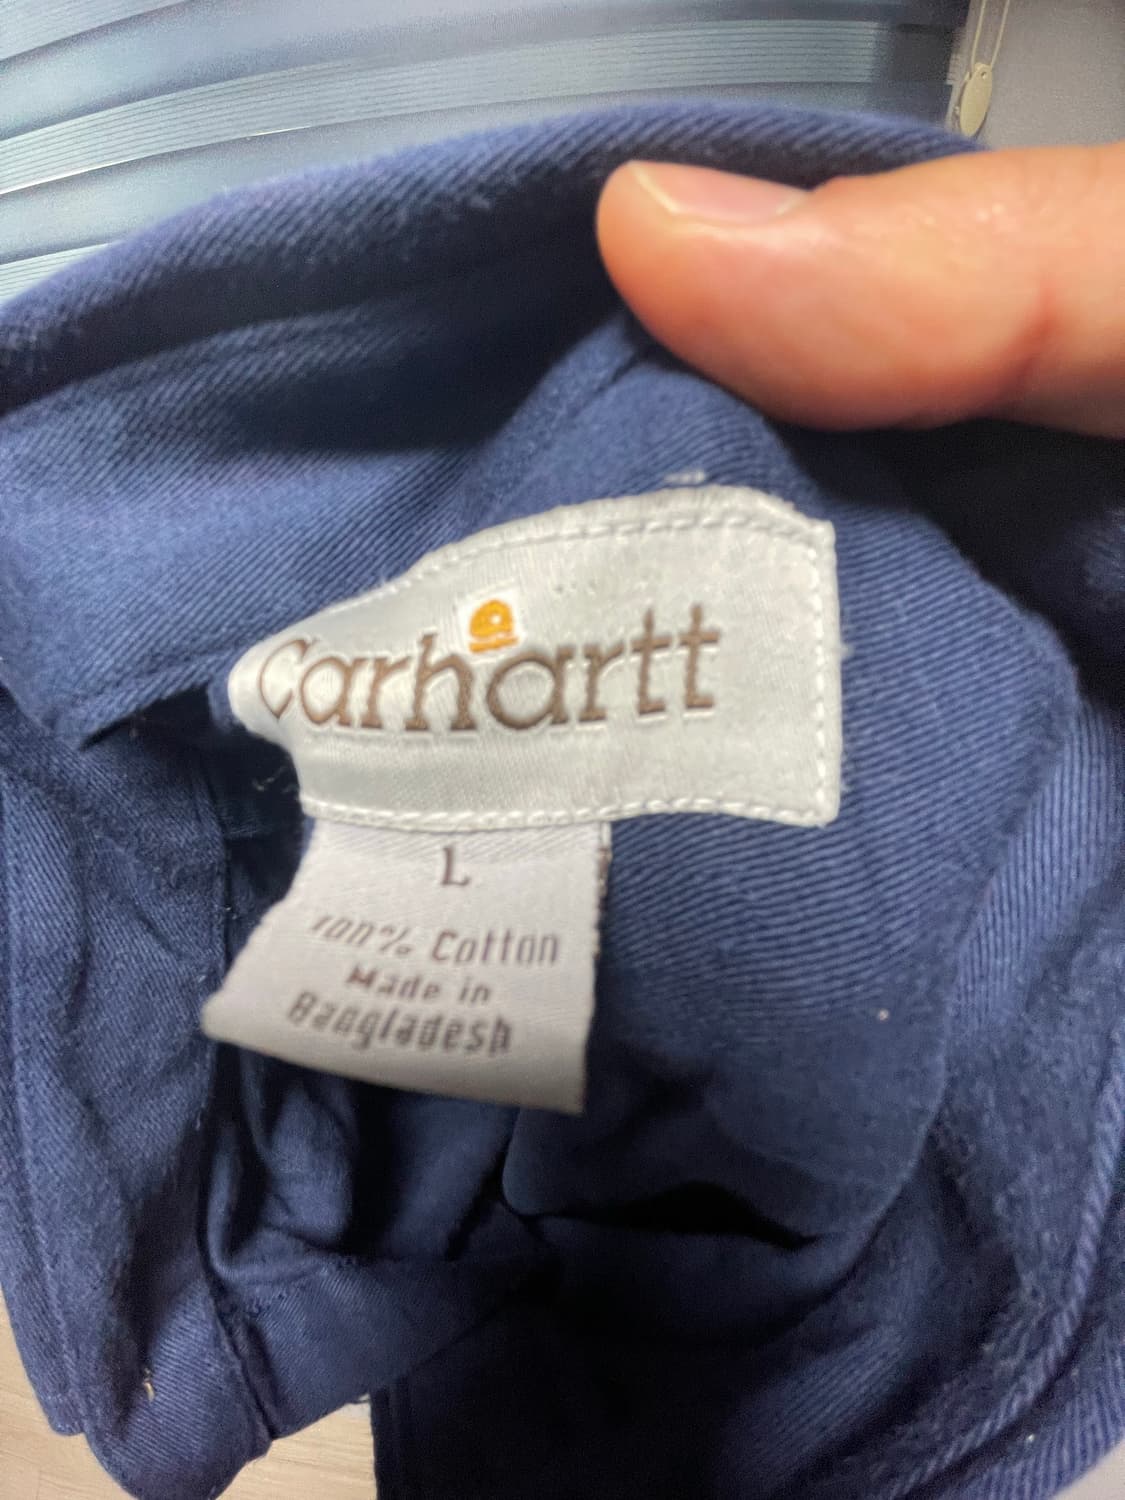 Carhartt
L
100% Cotton
Made in
Bangladesh